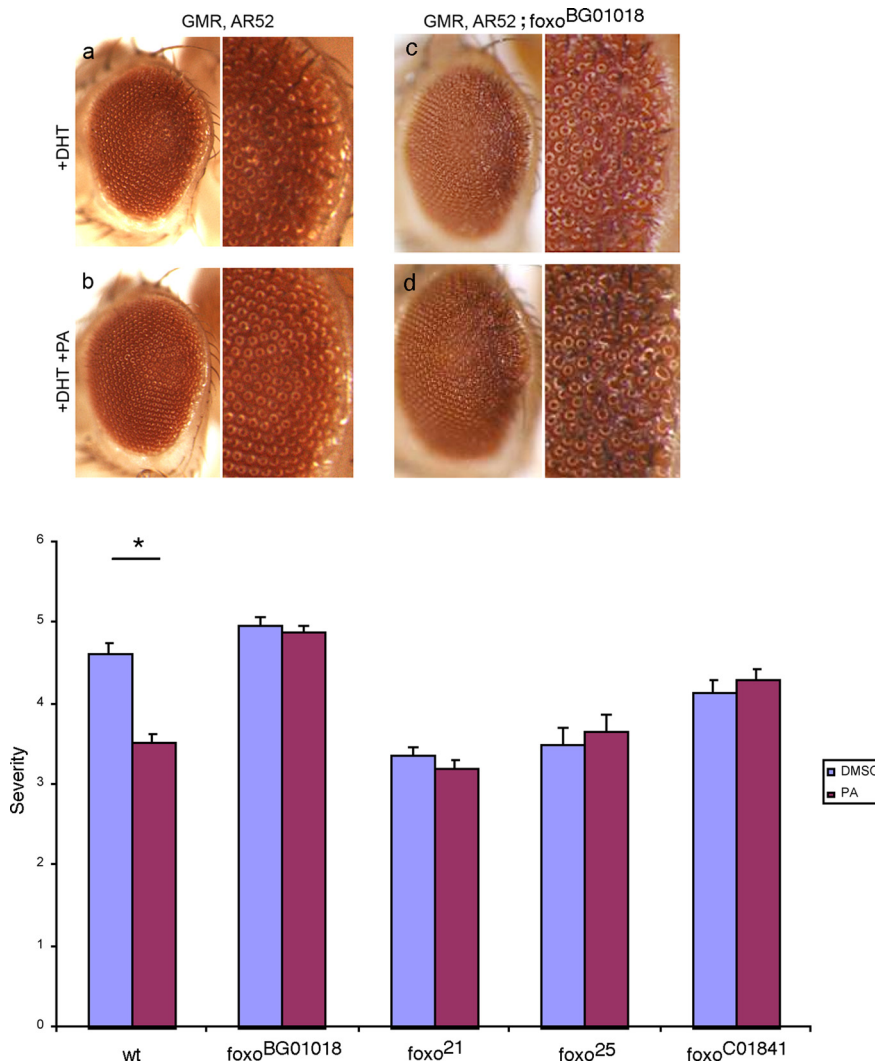 GMR, AR52
GMR, AR52 ; foxoBG01018
a
c
+DHT
b
d
+DHT +PA
6
*
5
4
3
2
1
0
Severity
DMSO
PA
wt
foxoBG01018
foxo21
foxo25
foxoC01841